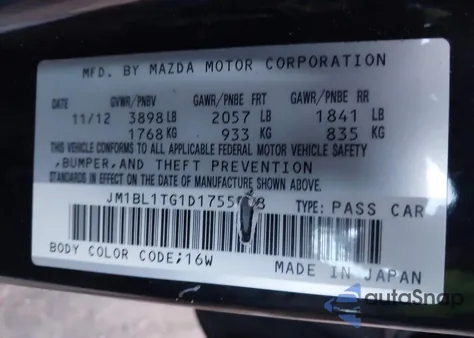 MFD. BY MAZDA MOTOR CORPORATION
DATE GVWR/PNBV GAWR/PNBE FRT GAWR/PNBE RR
11/12 3898 LB 2057 LB 1841 LB
1768 KG 933 KG 835 KG
THIS VEHICLE CONFORMS TO ALL APPLICABLE FEDERAL MOTOR VEHICLE SAFETY
,BUMPER,AND THEFT PREVENTION
STANDARDS IN EFFECT ON THE DATE OF MANUFACTURE SHOWN ABOVE.
TYPE: PASS CAR
BODY COLOR CODE;16W
MADE IN JAPAN
autoSnap